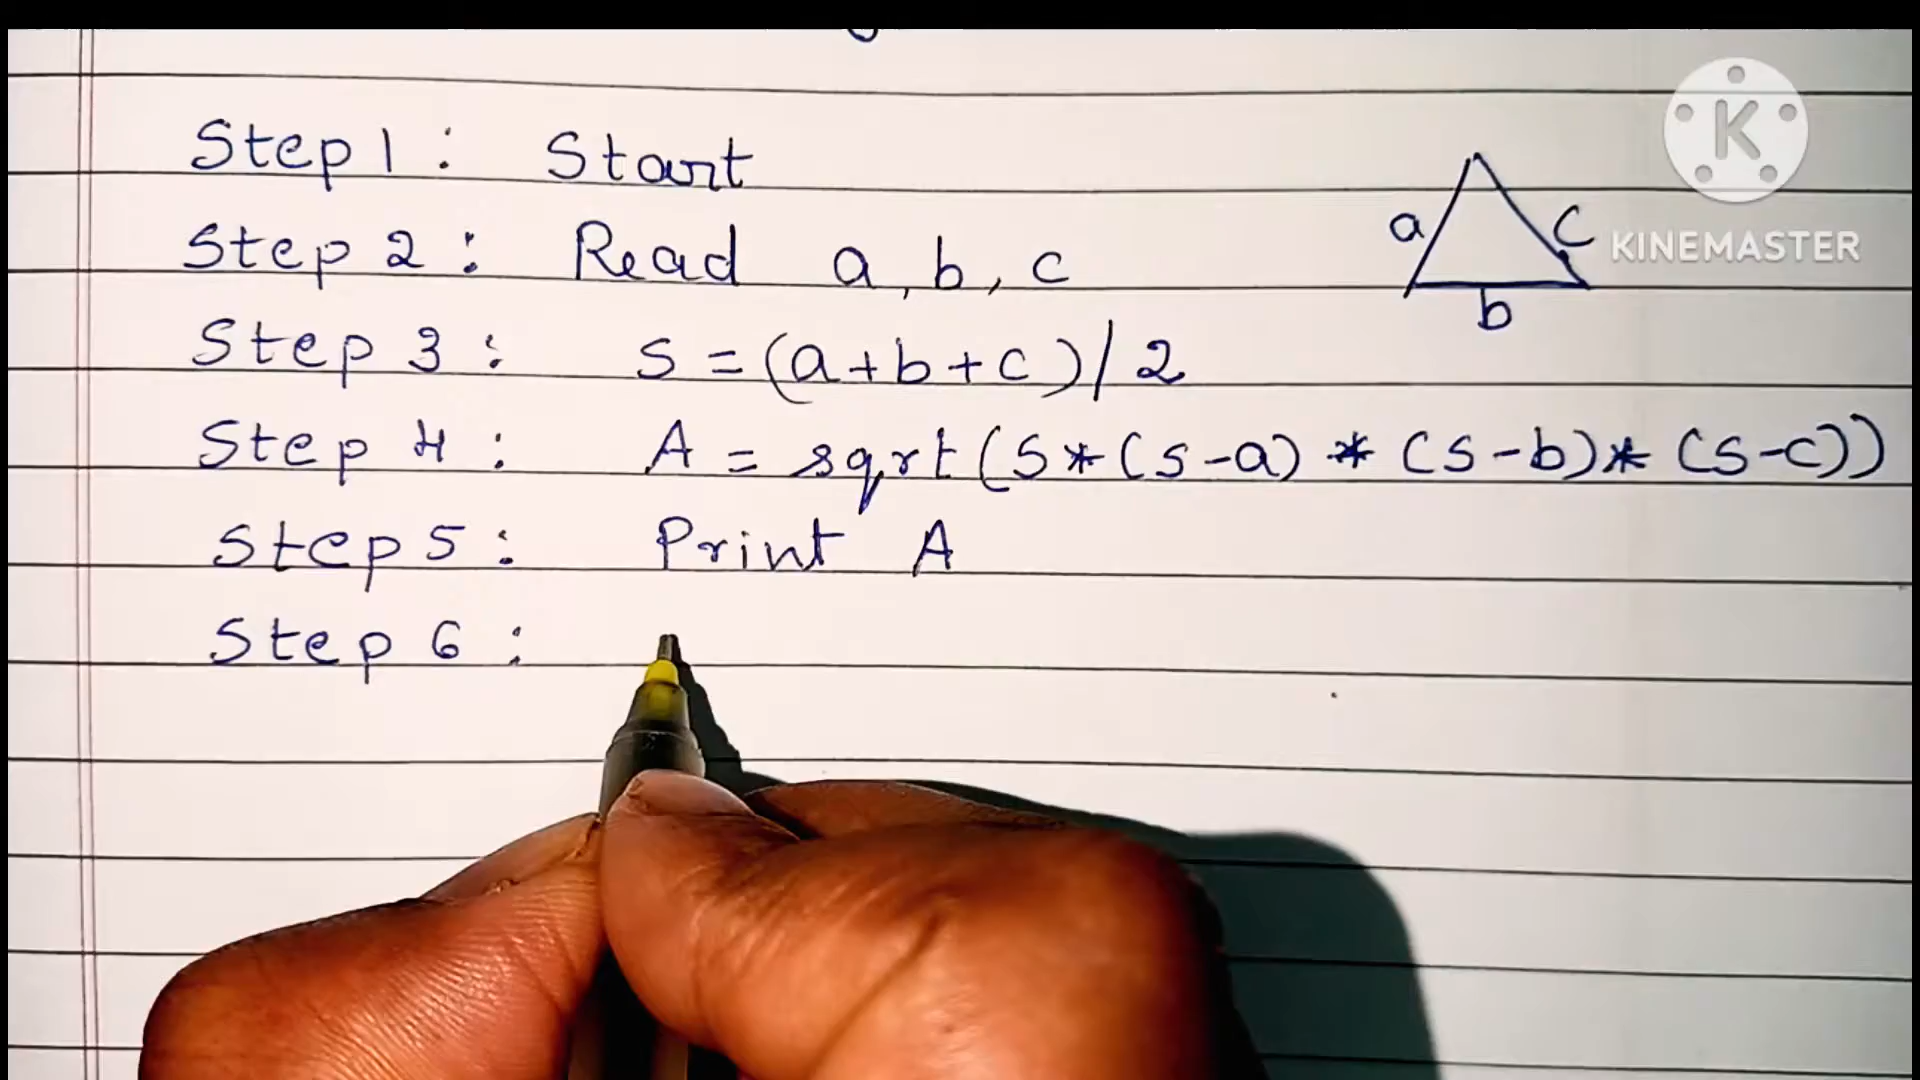 Step 1 : Start
Step 2 : Read a, b, c
Step 3 : S = (a+b+c)/2
Step 4 : A = sqrt(S*(s-a) * (s-b)* (s-c))
Step 5 : Print A
Step 6 :
a
c
b
K
KINEMASTER